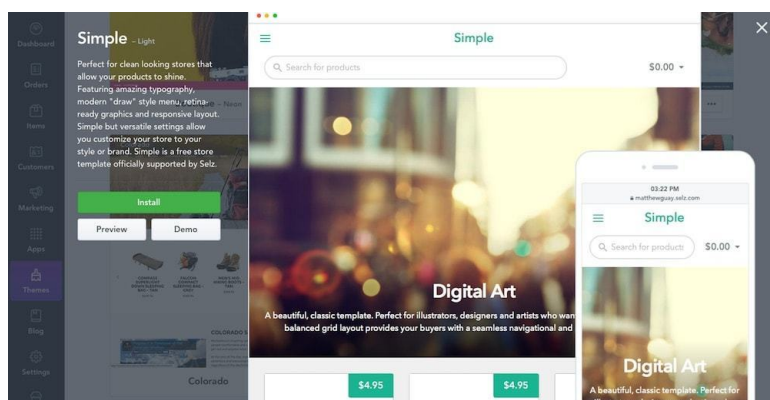 Dashboard
Orders
Items
Customers
Marketing
Apps
Themes
Blog
Settings
Simple – Light
Perfect for clean looking stores that
allow your products to shine.
Featuring amazing typography,
modern "draw" style menu, retina-
ready graphics and responsive layout.
Simple but versatile settings allow
you customize your store to your
style or brand. Simple is a free store
template officially supported by Selz.
Install
Preview
Demo
– Neon
COLORADO
Colorado
Simple
Search for products
$0.00
Digital Art
A beautiful, classic template. Perfect for illustrators, designers and artists who wan
balanced grid layout provides your buyers with a seamless navigational and
$4.95
$4.95
03:22 PM
matthewguay.selz.com
Simple
Search for products
$0.00
Digital Art
A beautiful, classic template. Perfect for